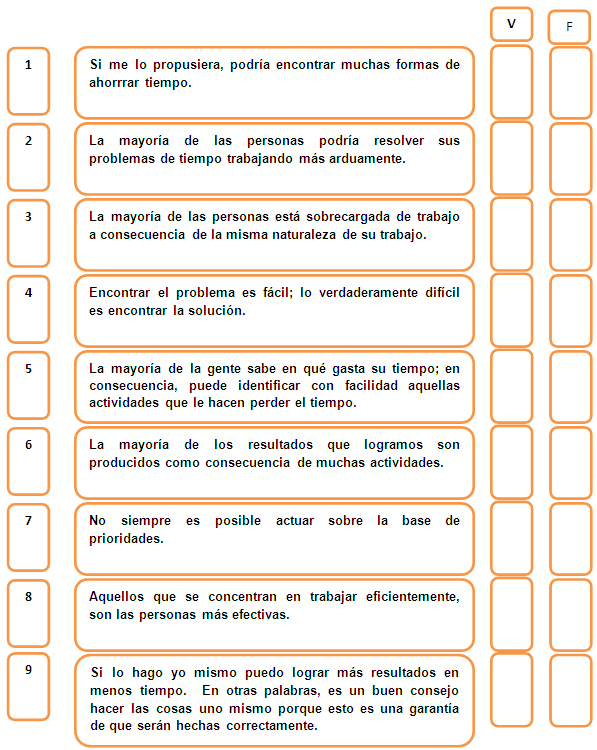 V F
1 Si me lo propusiera, podría encontrar muchas formas de
ahorrrar tiempo.
2 La mayoría de las personas podría resolver sus
problemas de tiempo trabajando más arduamente.
3 La mayoría de las personas está sobrecargada de trabajo
a consecuencia de la misma naturaleza de su trabajo.
4 Encontrar el problema es fácil; lo verdaderamente difícil
es encontrar la solución.
5 La mayoría de la gente sabe en qué gasta su tiempo; en
consecuencia, puede identificar con facilidad aquellas
actividades que le hacen perder el tiempo.
6 La mayoría de los resultados que logramos son
producidos como consecuencia de muchas actividades.
7 No siempre es posible actuar sobre la base de
prioridades.
8 Aquellos que se concentran en trabajar eficientemente,
son las personas más efectivas.
9 Si lo hago yo mismo puedo lograr más resultados en
menos tiempo. En otras palabras, es un buen consejo
hacer las cosas uno mismo porque esto es una garantía
de que serán hechas correctamente.